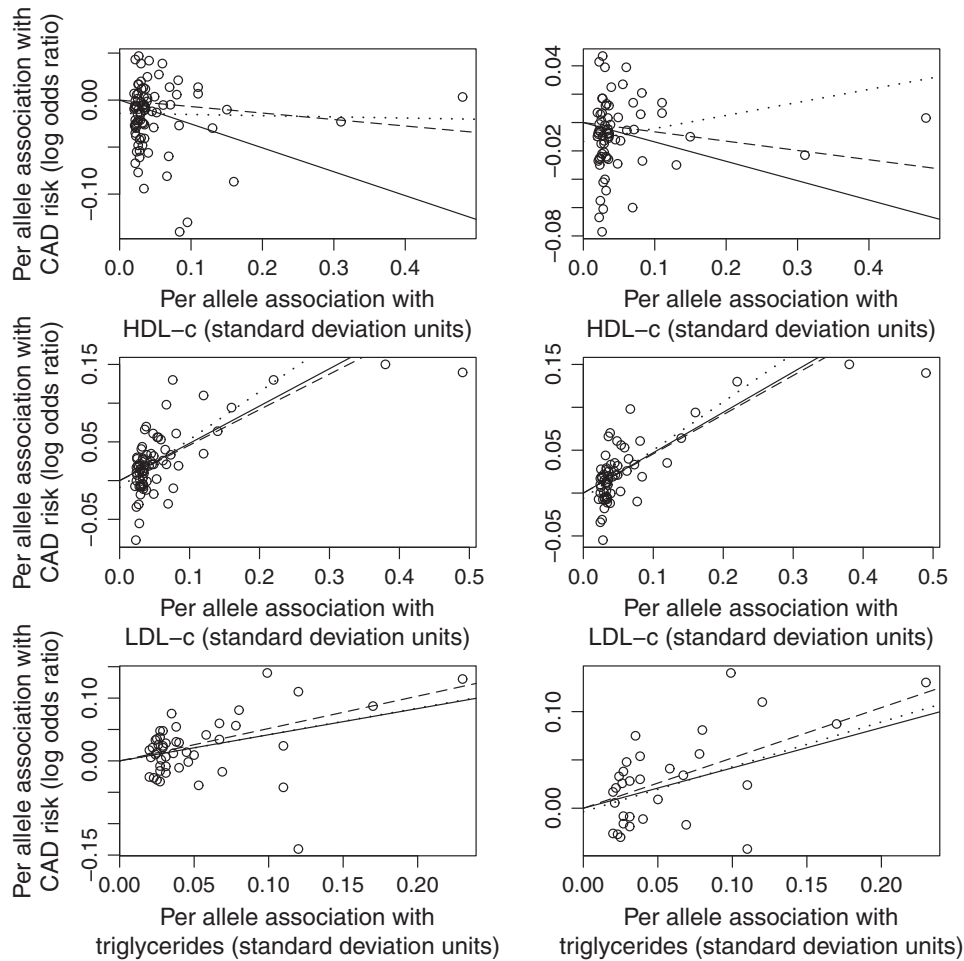 Per allele association with
CAD risk (log odds ratio)
0.00
−0.10
0.0 0.1 0.2 0.3 0.4
Per allele association with
HDL−c (standard deviation units)
0.04
−0.02
−0.08
0.0 0.1 0.2 0.3 0.4
Per allele association with
HDL−c (standard deviation units)
Per allele association with
CAD risk (log odds ratio)
0.15
0.05
−0.05
0.0 0.1 0.2 0.3 0.4 0.5
Per allele association with
LDL−c (standard deviation units)
0.15
0.05
−0.05
0.0 0.1 0.2 0.3 0.4 0.5
Per allele association with
LDL−c (standard deviation units)
Per allele association with
CAD risk (log odds ratio)
0.10
0.00
−0.15
0.00 0.05 0.10 0.15 0.20
Per allele association with
triglycerides (standard deviation units)
0.10
0.00
0.00 0.05 0.10 0.15 0.20
Per allele association with
triglycerides (standard deviation units)